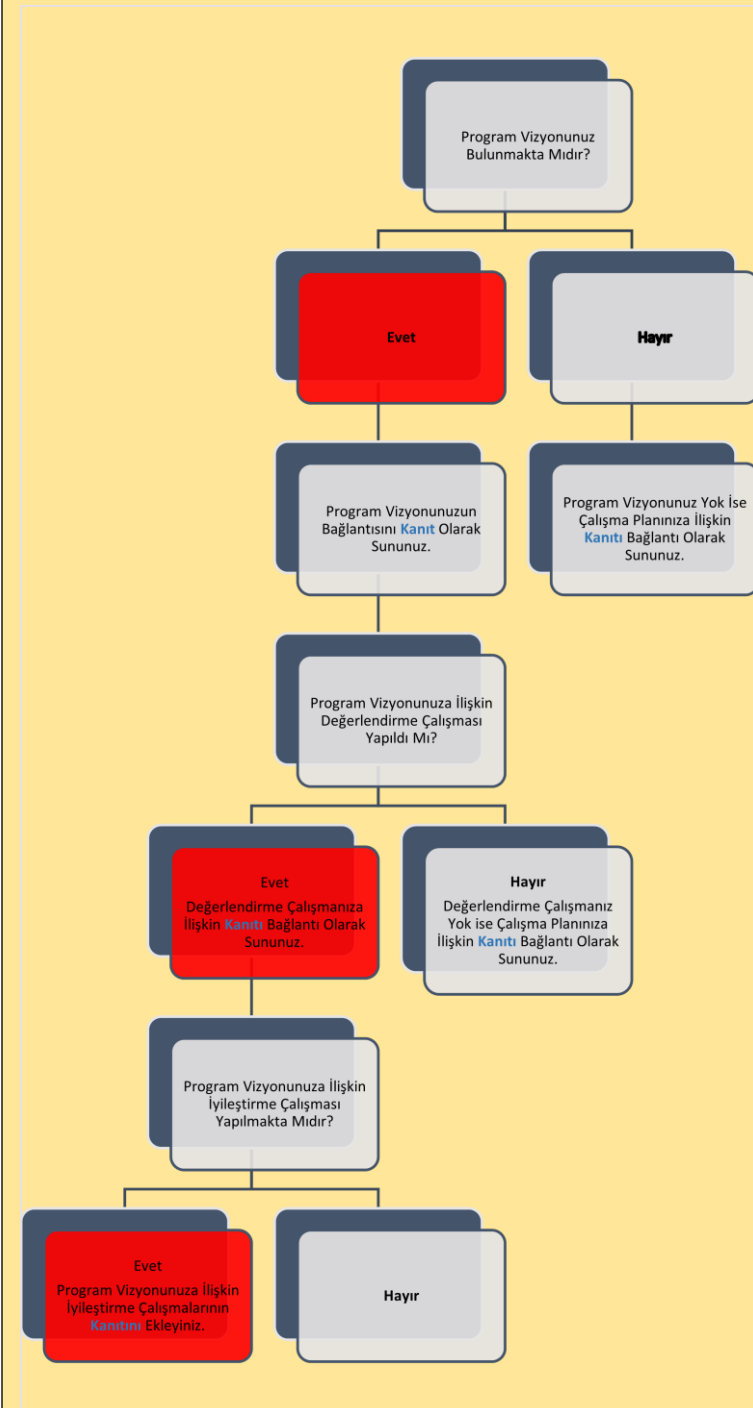 Program Vizyonunuz
Bulunmakta Mıdır?
Evet
Hayır
Program Vizyonunuzun
Bağlantısını Kanıt Olarak
Sununuz.
Program Vizyonunuz Yok İse
Çalışma Planınıza İlişkin
Kanıtı Bağlantı Olarak
Sununuz.
Program Vizyonunuza İlişkin
Değerlendirme Çalışması
Yapıldı Mı?
Evet
Değerlendirme Çalışmanıza
İlişkin Kanıtı Bağlantı Olarak
Sununuz.
Hayır
Değerlendirme Çalışmanız
Yok ise Çalışma Planınıza
İlişkin Kanıtı Bağlantı Olarak
Sununuz.
Program Vizyonunuza İlişkin
İyileştirme Çalışması
Yapılmakta Mıdır?
Evet
Program Vizyonunuza İlişkin
İyileştirme Çalışmalarının
Kanıtını Ekleyiniz.
Hayır